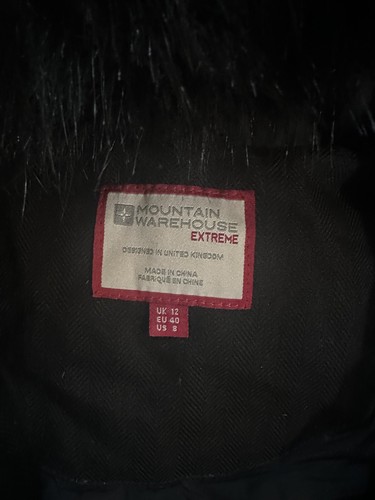 MOUNTAIN
WAREHOUSE
EXTREME
DESIGNED IN UNITED KINGDOM
MADE IN CHINA
FABRIQUÉ EN CHINE
UK 12
EU 40
US 8